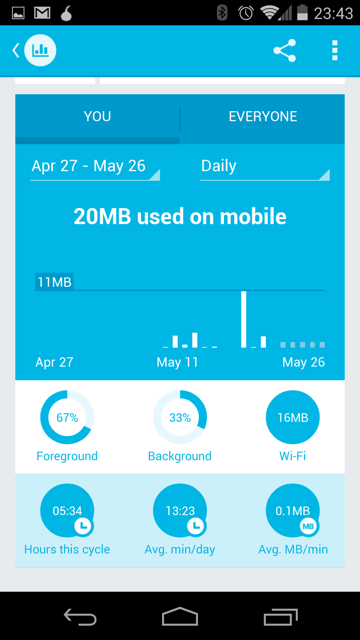 23:43
YOU EVERYONE
Apr 27 - May 26 Daily
20MB used on mobile
11MB
Apr 27 May 11 May 26
67% 33% 16MB
Foreground Background Wi-Fi
05:34 13:23 0.1MB
MB
Hours this cycle Avg. min/day Avg. MB/min